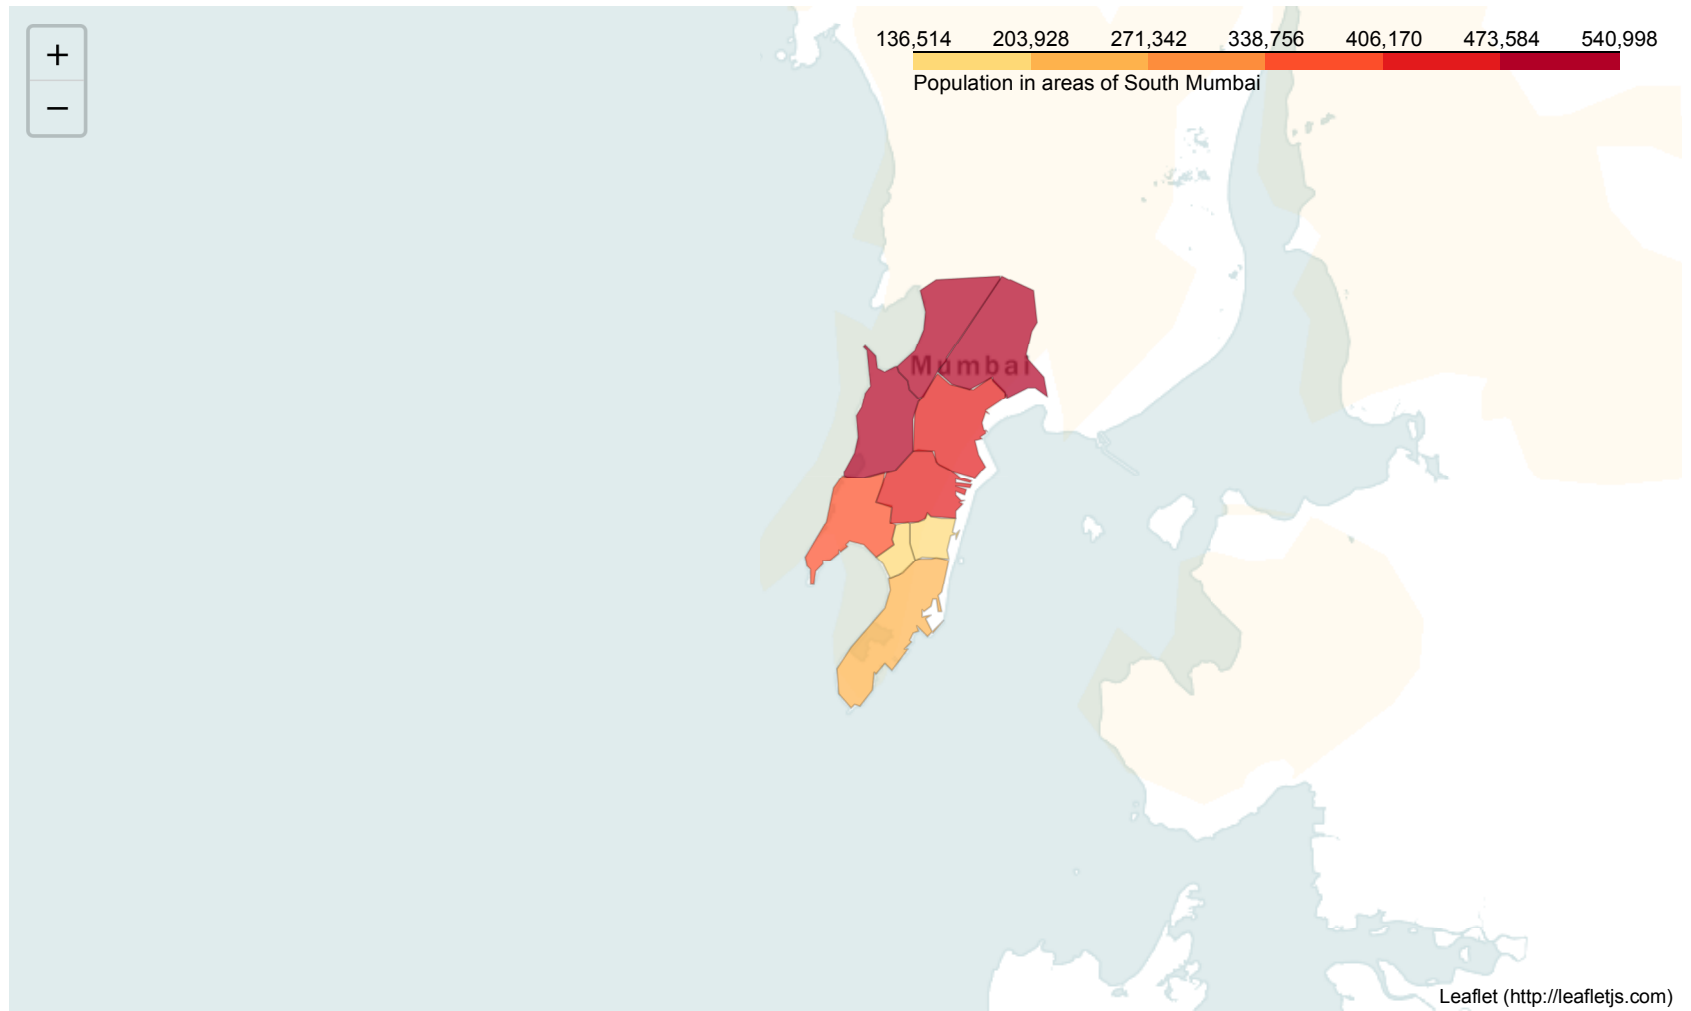 +
−
136,514 203,928 271,342 338,756 406,170 473,584 540,998
Population in areas of South Mumbai
Mumbai
Leaflet (http://leafletjs.com)